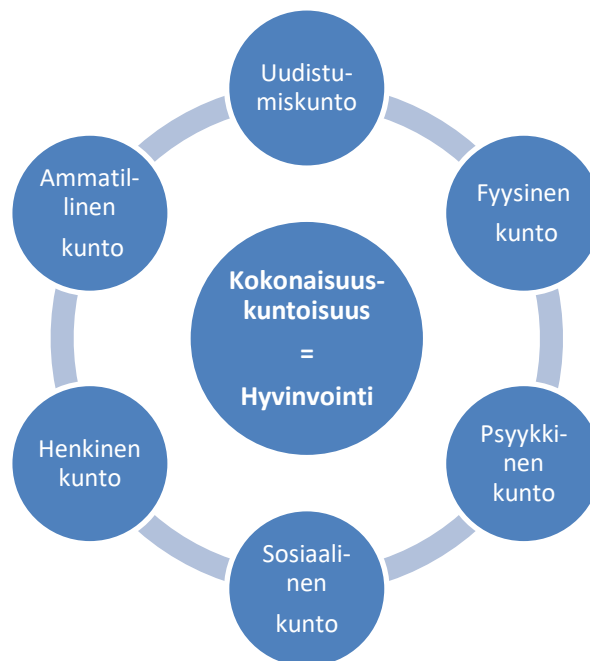 Uudistu-
miskunto
Fyysinen
kunto
Psyykki-
nen
kunto
Sosiaali-
nen
kunto
Henkinen
kunto
Ammatil-
linen
kunto
Kokonaisuus-
kuntoisuus
=
Hyvinvointi